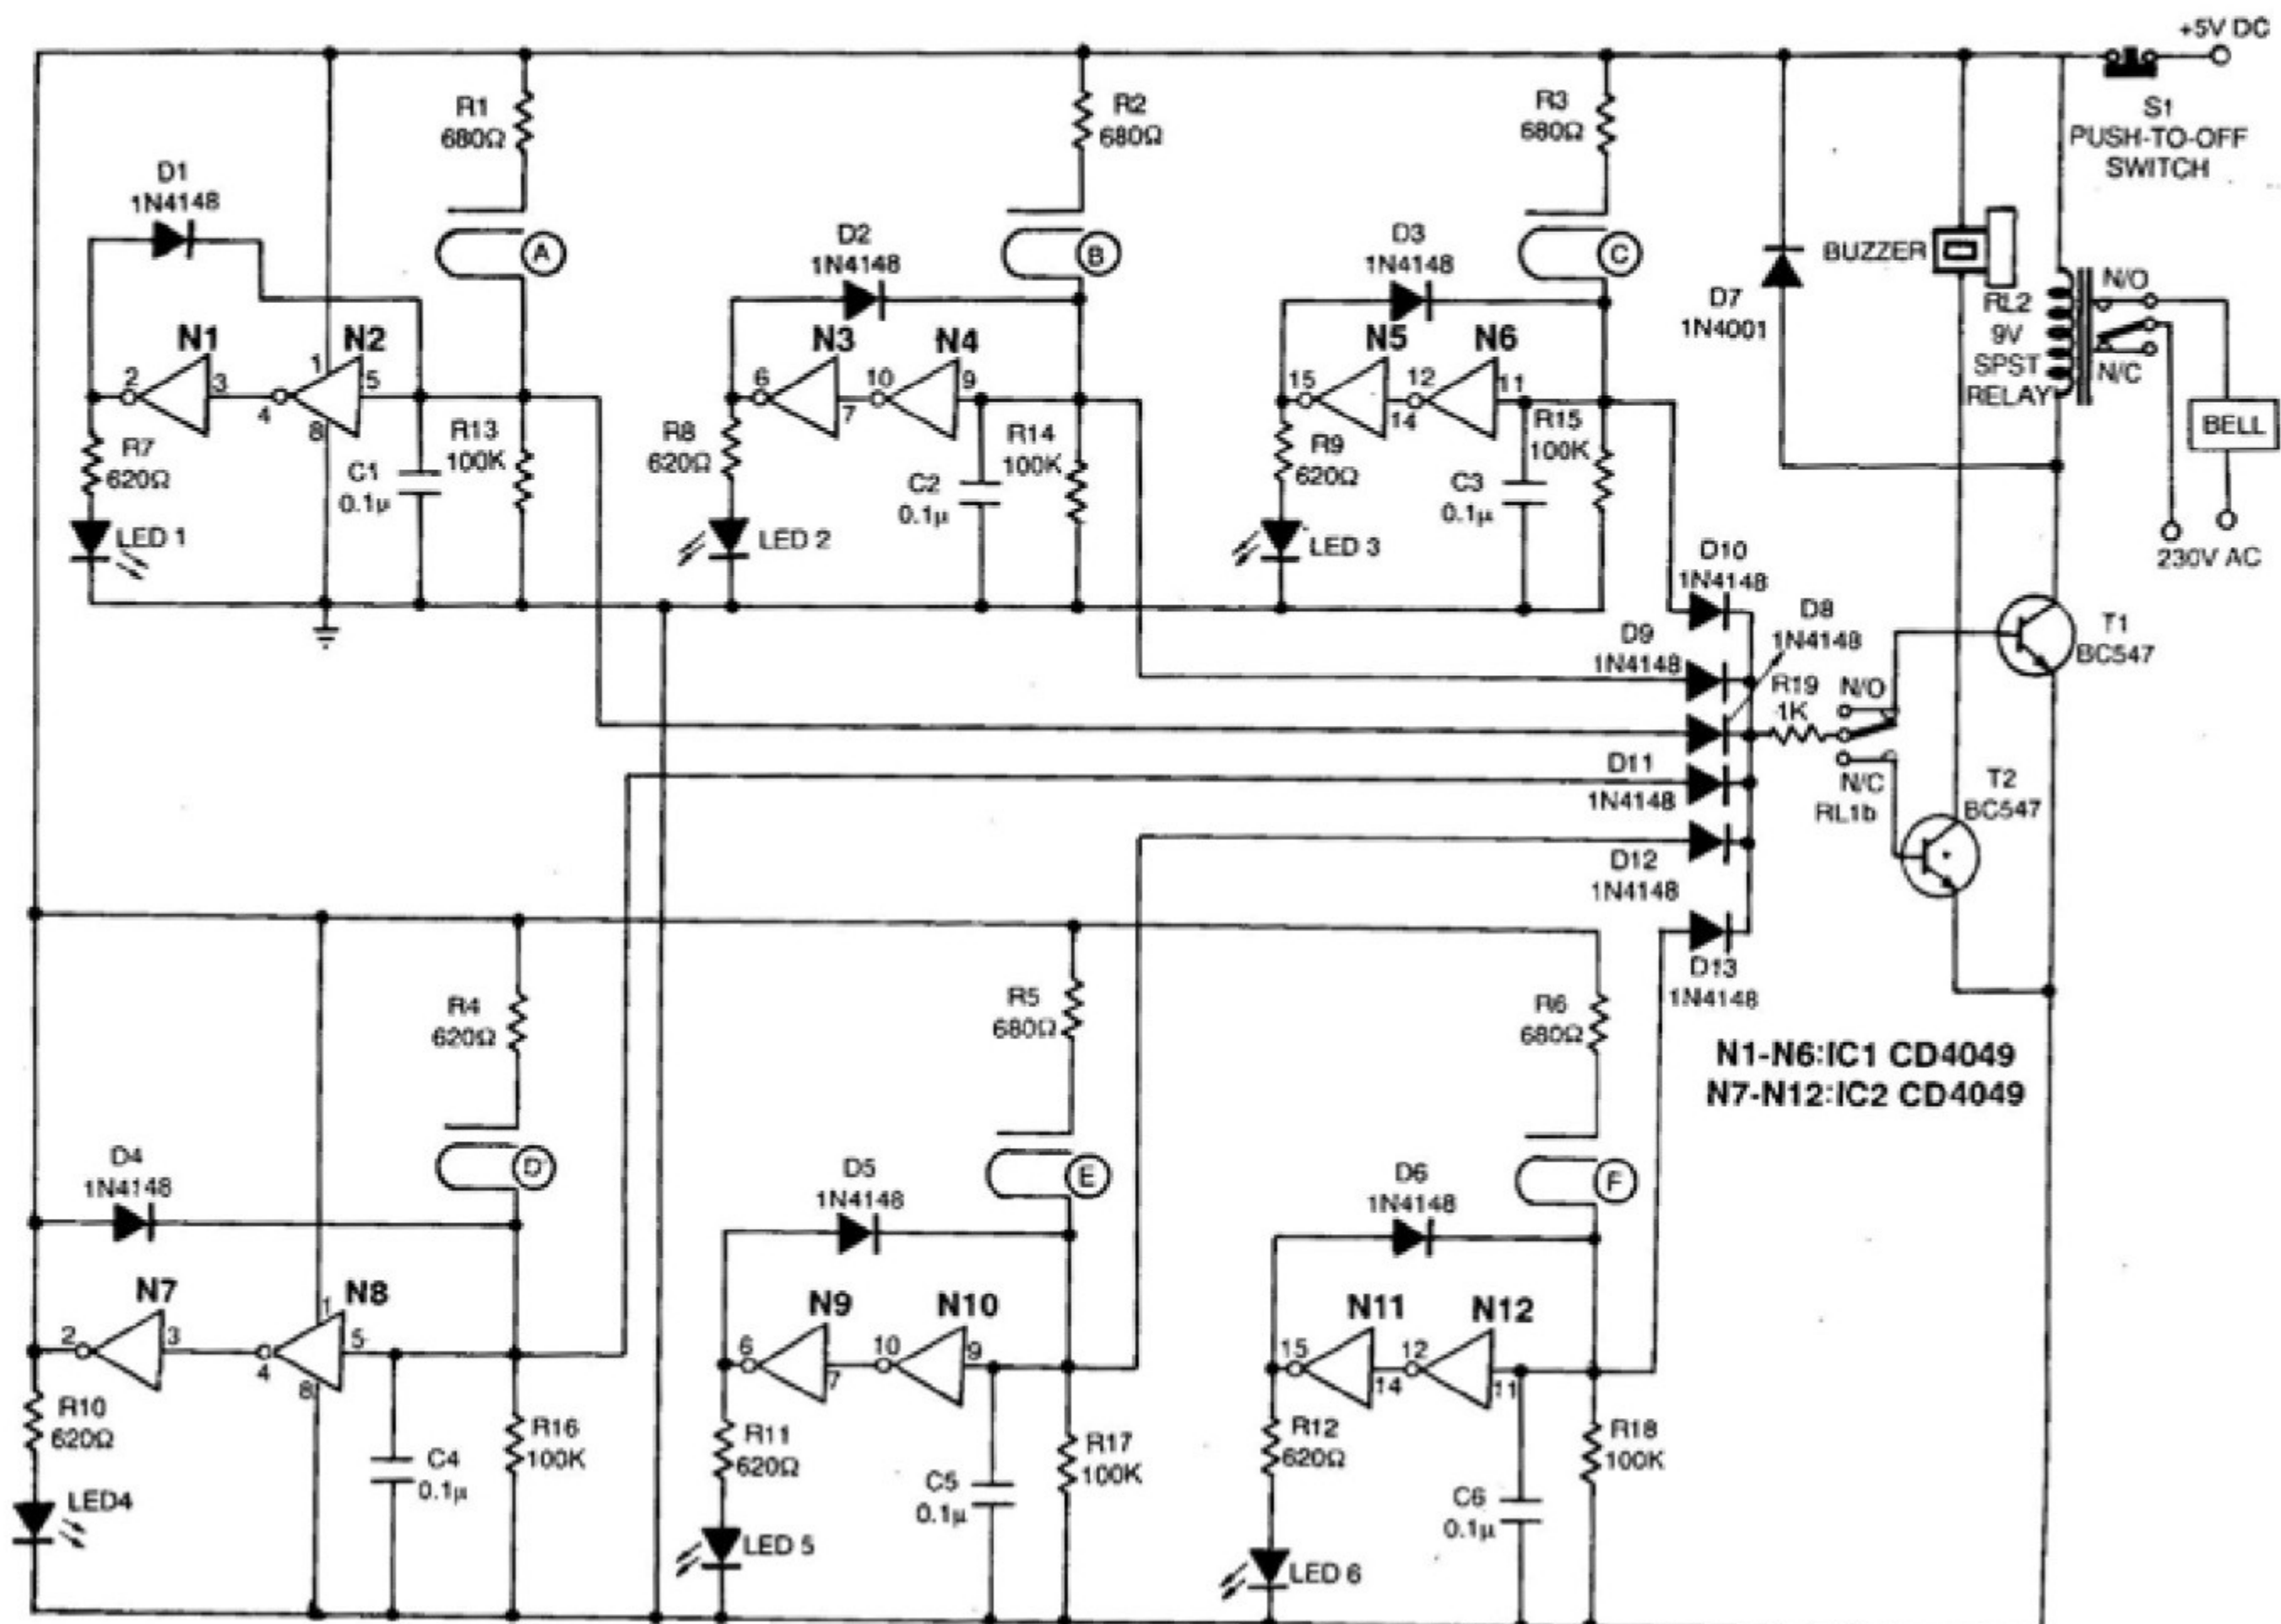 +5V DC
S1
PUSH-TO-OFF
SWITCH
R1
680Ω
R2
680Ω
R3
680Ω
D1
1N4148
A
D2
1N4148
B
D3
1N4148
C
D7
1N4001
BUZZER
RL2
9V
SPST
RELAY
N/O
N/C
BELL
230V AC
N1
N2
1
2
3
4
5
8
R7
620Ω
LED 1
C1
0.1µ
R13
100K
N3
N4
6
7
10
9
R8
620Ω
LED 2
C2
0.1µ
R14
100K
N5
N6
15
14
12
11
R9
620Ω
LED 3
C3
0.1µ
R15
100K
D10
1N4148
D9
1N4148
D8
1N4148
R19
1K
N/O
T1
BC547
D11
1N4148
N/C
RL1b
T2
BC547
D12
1N4148
D13
1N4148
N1-N6:IC1 CD4049
N7-N12:IC2 CD4049
R4
620Ω
R5
680Ω
R6
680Ω
D4
1N4148
D
D5
1N4148
E
D6
1N4148
F
N7
N8
1
2
3
4
5
8
R10
620Ω
LED4
C4
0.1µ
R16
100K
N9
N10
6
7
10
9
R11
620Ω
LED 5
C5
0.1µ
R17
100K
N11
N12
15
14
12
11
R12
620Ω
LED 6
C6
0.1µ
R18
100K